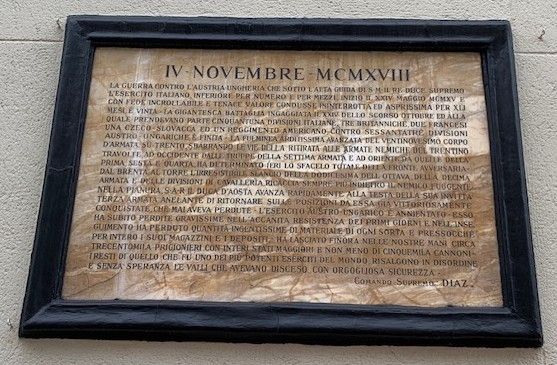 IV · NOVEMBRE · MCMXVIII
LA GUERRA CONTRO L'AUSTRIA-UNGHERIA CHE SOTTO L'ALTA GUIDA DI S·M·IL RE DUCE SUPREMO
L'ESERCITO ITALIANO, INFERIORE PER NUMERO E PER MEZZI, INIZIÒ IL XXIV MAGGIO MCMXV E
CON FEDE INCROLLABILE E TENACE VALORE CONDUSSE ININTERROTTA ED ASPRISSIMA PER XLI
MESI, È VINTA · LA GIGANTESCA BATTAGLIA INGAGGIATA IL XXIV DELLO SCORSO OTTOBRE ED ALLA
QUALE PRENDEVANO PARTE CINQUANTUNA DIVISIONI ITALIANE, TRE BRITANNICHE, DUE FRANCESI
UNA CZECO-SLOVACCA ED UN REGGIMENTO AMERICANO, CONTRO SESSANTATRE DIVISIONI
AUSTRO-UNGARICHE, È FINITA · LA FULMINEA ARDITISSIMA AVANZATA DEL VENTINOVESIMO CORPO
D'ARMATA SU TRENTO, SBARRANDO LE VIE DELLA RITIRATA ALLE ARMATE NEMICHE DEL TRENTINO
TRAVOLTE AD OCCIDENTE DALLE TRUPPE DELLA SETTIMA ARMATA E AD ORIENTE DA QUELLE DELLA
PRIMA SESTA E QUARTA HA DETERMINATO IERI LO SFACELO TOTALE DELLA FRONTE AVVERSARIA
DAL BRENTA AL TORRE L'IRRESISTIBILE SLANCIO DELLA DODICESIMA DELL'OTTAVA DELLA DECIMA
ARMATA E DELLE DIVISIONI DI CAVALLERIA, RICACCIA SEMPRE PIÙ INDIETRO IL NEMICO FUGGENTE
NELLA PIANURA S·A·R·IL DUCA D'AOSTA AVANZA RAPIDAMENTE ALLA TESTA DELLA SUA INVITTA
TERZA ARMATA ANELANTE DI RITORNARE SULLE POSIZIONI DA ESSA GIÀ VITTORIOSAMENTE
CONQUISTATE, CHE MAI AVEVA PERDUTE · L'ESERCITO AUSTRO-UNGARICO È ANNIENTATO · ESSO
HA SUBITO PERDITE GRAVISSIME NELL'ACCANITA RESISTENZA DEI PRIMI GIORNI E NELL'INSE
GUIMENTO HA PERDUTO QUANTITÀ INGENTISSIME DI MATERIALE DI OGNI SORTA E PRESSOCHÈ
PER INTERO I SUOI MAGAZZINI E I DEPOSITI · HA LASCIATO FINORA NELLE NOSTRE MANI CIRCA
TRECENTOMILA PRIGIONIERI CON INTERI STATI MAGGIORI E NON MENO DI CINQUEMILA CANNONI ·
I RESTI DI QUELLO CHE FU UNO DEI PIÙ POTENTI ESERCITI DEL MONDO, RISALGONO IN DISORDINE
E SENZA SPERANZA LE VALLI CHE AVEVANO DISCESO CON ORGOGLIOSA SICUREZZA ·
COMANDO SUPREMO: DIAZ ·